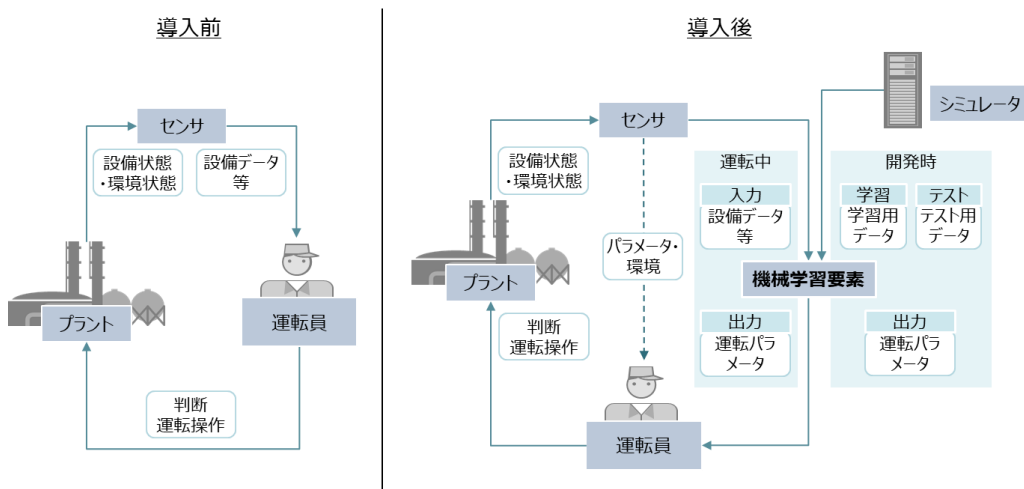 導入前
センサ
設備状態
・環境状態
設備データ
等
プラント
運転員
判断
運転操作
導入後
シミュレータ
センサ
設備状態
・環境状態
運転中
開発時
入力
設備データ
等
学習
学習用
データ
テスト
テスト用
データ
パラメータ・
環境
プラント
機械学習要素
判断
運転操作
出力
運転パラ
メータ
出力
運転パラ
メータ
運転員